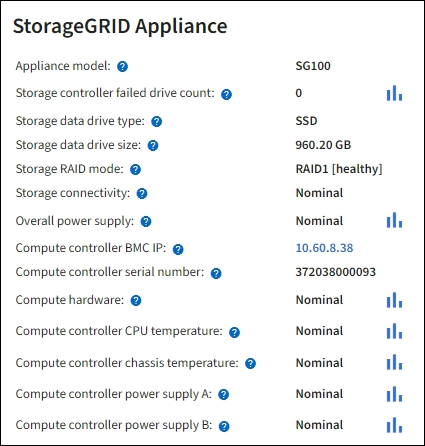 StorageGRID Appliance
Appliance model: ? SG100
Storage controller failed drive count: ? 0
Storage data drive type: ? SSD
Storage data drive size: ? 960.20 GB
Storage RAID mode: ? RAID1 [healthy]
Storage connectivity: ? Nominal
Overall power supply: ? Nominal
Compute controller BMC IP: ? 10.60.8.38
Compute controller serial number: ? 372038000093
Compute hardware: ? Nominal
Compute controller CPU temperature: ? Nominal
Compute controller chassis temperature: ? Nominal
Compute controller power supply A: ? Nominal
Compute controller power supply B: ? Nominal